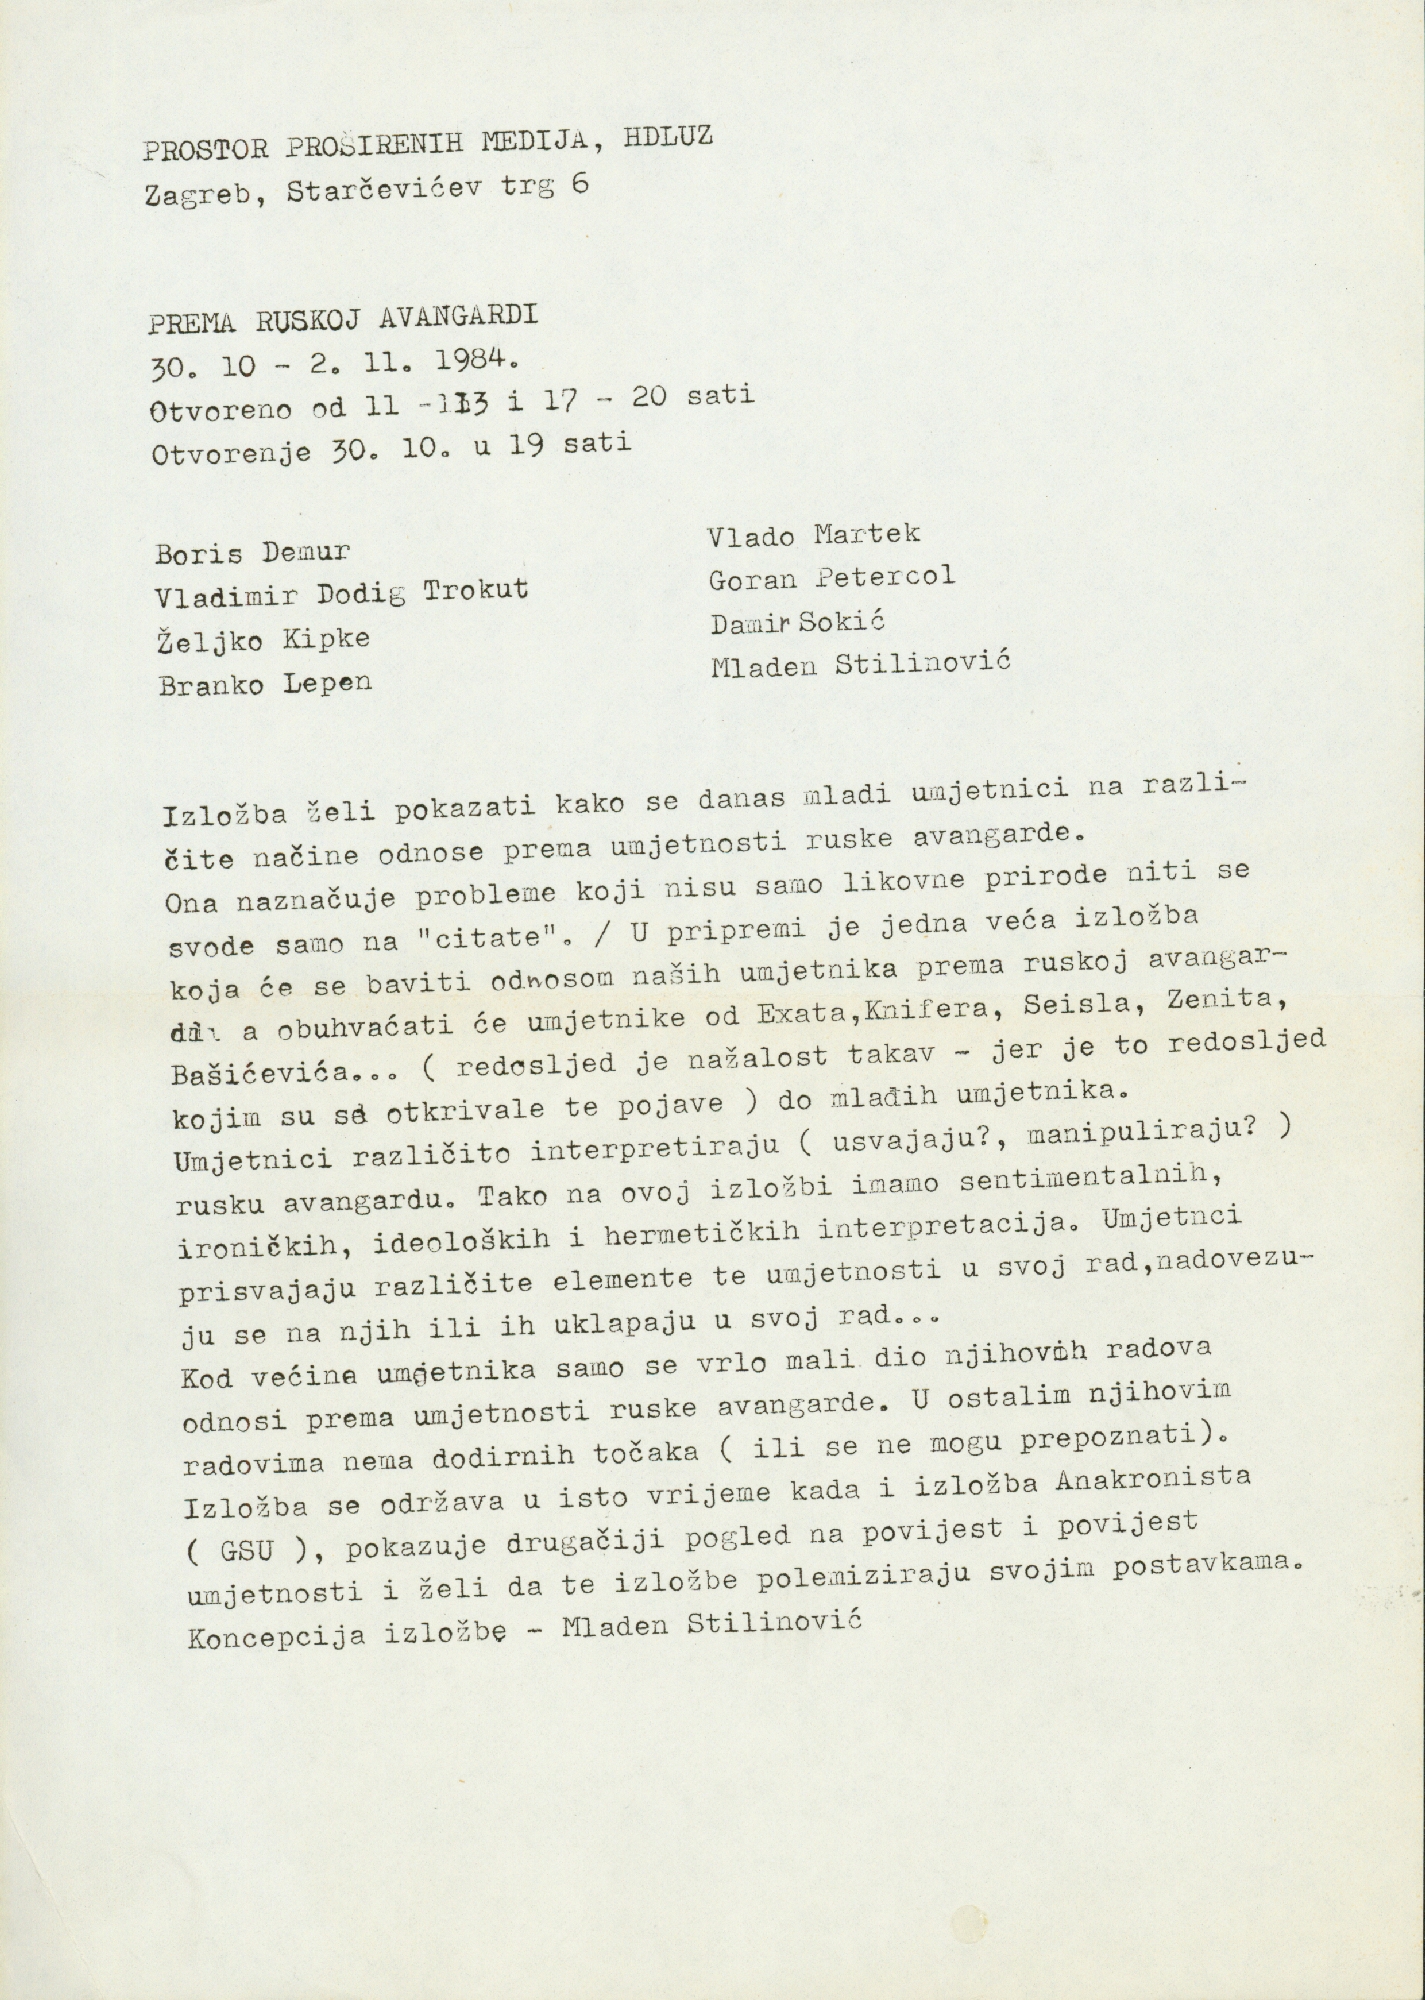 PROSTOR PROŠIRENIH MEDIJA, HDLUZ
Zagreb, Starčevićev trg 6
PREMA RUSKOJ AVANGARDI
30. 10 - 2. 11. 1984.
Otvoreno od 11 -113 i 17 - 20 sati
Otvorenje 30. 10. u 19 sati
Boris Demur
Vladimir Dodig Trokut
Željko Kipke
Branko Lepen
Vlado Martek
Goran Petercol
Damir Sokić
Mladen Stilinović
Izložba želi pokazati kako se danas mladi umjetnici na razli-
čite načine odnose prema umjetnosti ruske avangarde.
Ona naznačuje probleme koji nisu samo likovne prirode niti se
svode samo na "citate". / U pripremi je jedna veća izložba
koja će se baviti odnosom naših umjetnika prema ruskoj avangar-
di a obuhvaćati će umjetnike od Exata,Knifera, Seisla, Zenita,
Bašićevića... ( redosljed je nažalost takav - jer je to redosljed
kojim su se otkrivale te pojave ) do mlađih umjetnika.
Umjetnici različito interpretiraju ( usvajaju?, manipuliraju? )
rusku avangardu. Tako na ovoj izložbi imamo sentimentalnih,
ironičkih, ideoloških i hermetičkih interpretacija. Umjetnci
prisvajaju različite elemente te umjetnosti u svoj rad,nadovezu-
ju se na njih ili ih uklapaju u svoj rad...
Kod većine umjetnika samo se vrlo mali dio njihovih radova
odnosi prema umjetnosti ruske avangarde. U ostalim njihovim
radovima nema dodirnih točaka ( ili se ne mogu prepoznati).
Izložba se održava u isto vrijeme kada i izložba Anakronista
( GSU ), pokazuje drugačiji pogled na povijest i povijest
umjetnosti i želi da te izložbe polemiziraju svojim postavkama.
Koncepcija izložbe - Mladen Stilinović